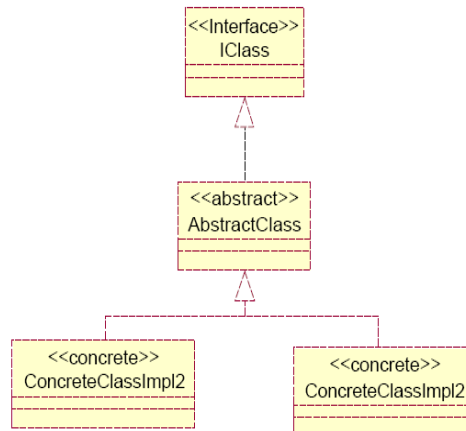 <<Interface>>
IClass
<<abstract>>
AbstractClass
<<concrete>>
ConcreteClassImpl2
<<concrete>>
ConcreteClassImpl2